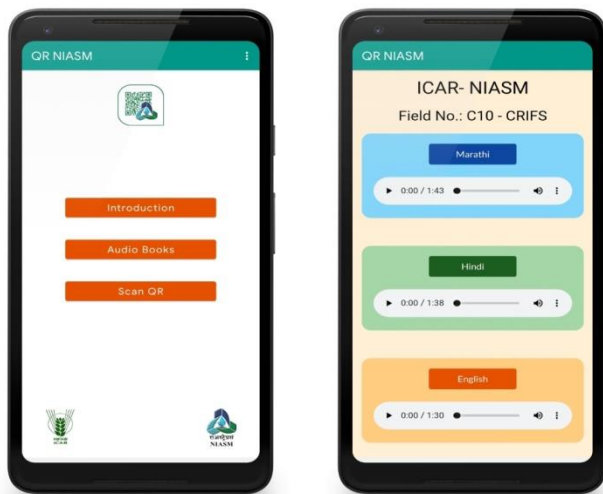 QR NIASM
Introduction
Audio Books
Scan QR
ICAR
NIASM
QR NIASM
ICAR- NIASM
Field No.: C10 - CRIFS
Marathi
0:00 / 1:43
Hindi
0:00 / 1:38
English
0:00 / 1:30